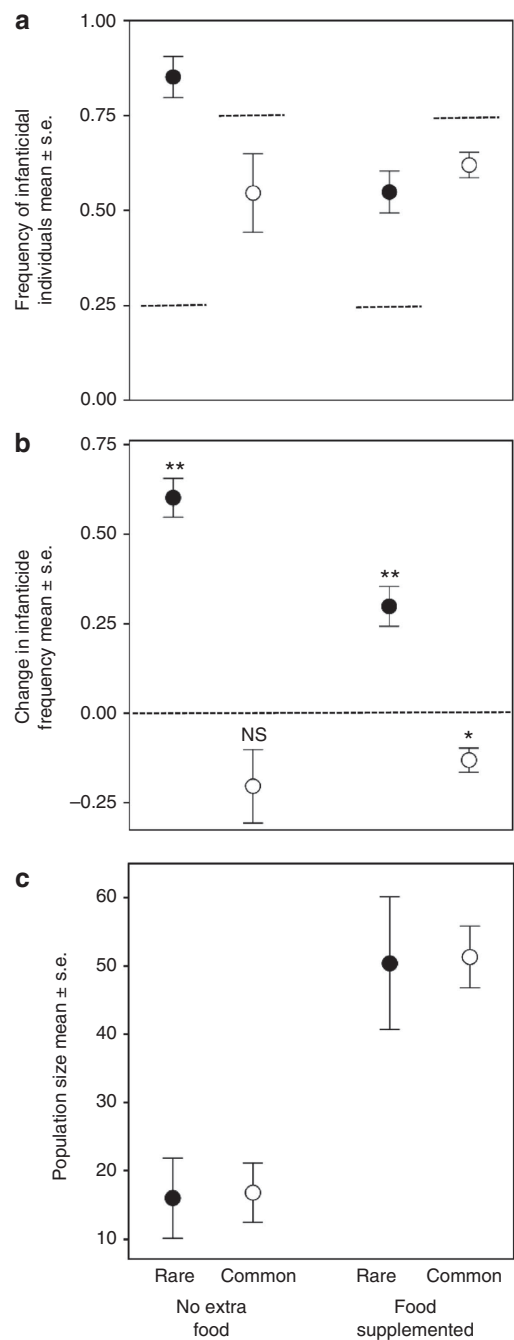 a
Frequency of infanticidal
individuals mean ± s.e.
1.00
0.75
0.50
0.25
0.00
b
Change in infanticide
frequency mean ± s.e.
0.75
0.50
0.25
0.00
−0.25
**
NS
**
*
c
Population size mean ± s.e.
60
50
40
30
20
10
Rare Common Rare Common
No extra Food
food supplemented